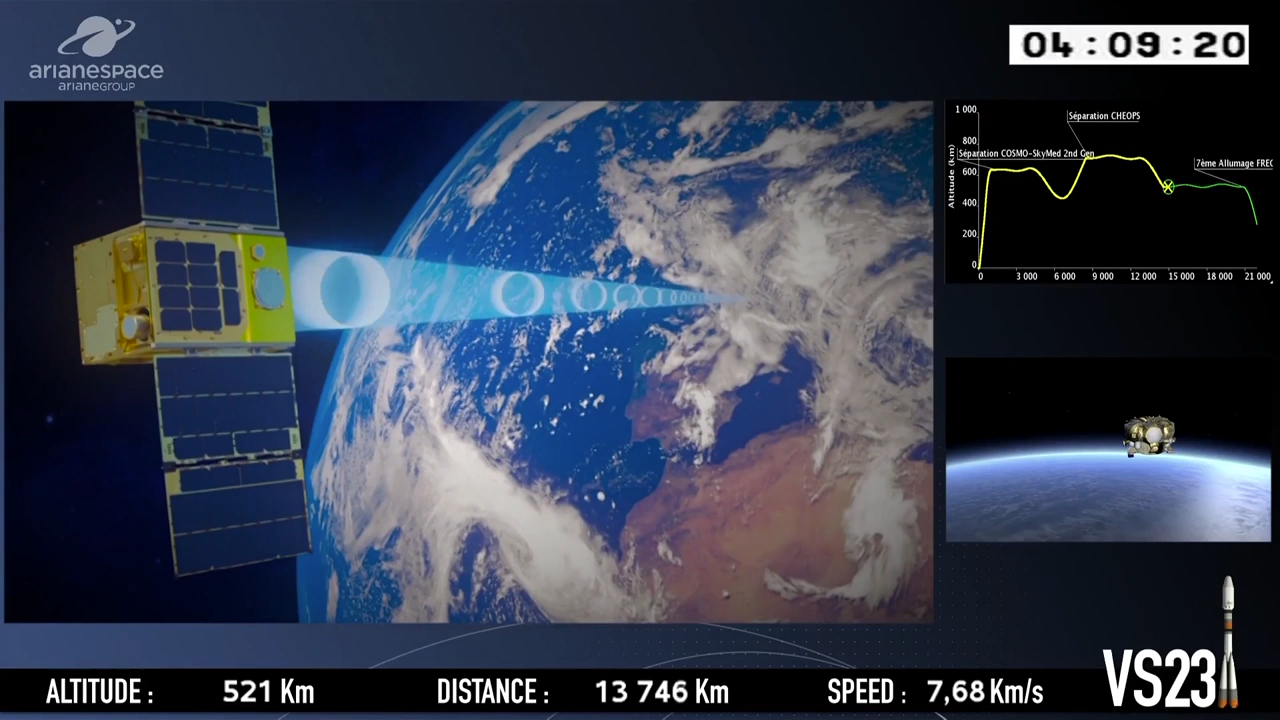 arianespace
arianeGROUP
04:09:20
1 000
Séparation CHEOPS
800
Séparation COSMO-SkyMed 2nd Gen
7ème Allumage FREG
600
400
200
0
Altitude (km)
0 3 000 6 000 9 000 12 000 15 000 18 000 21 000
ALTITUDE : 521 Km DISTANCE : 13 746 Km SPEED : 7,68 Km/s
VS23